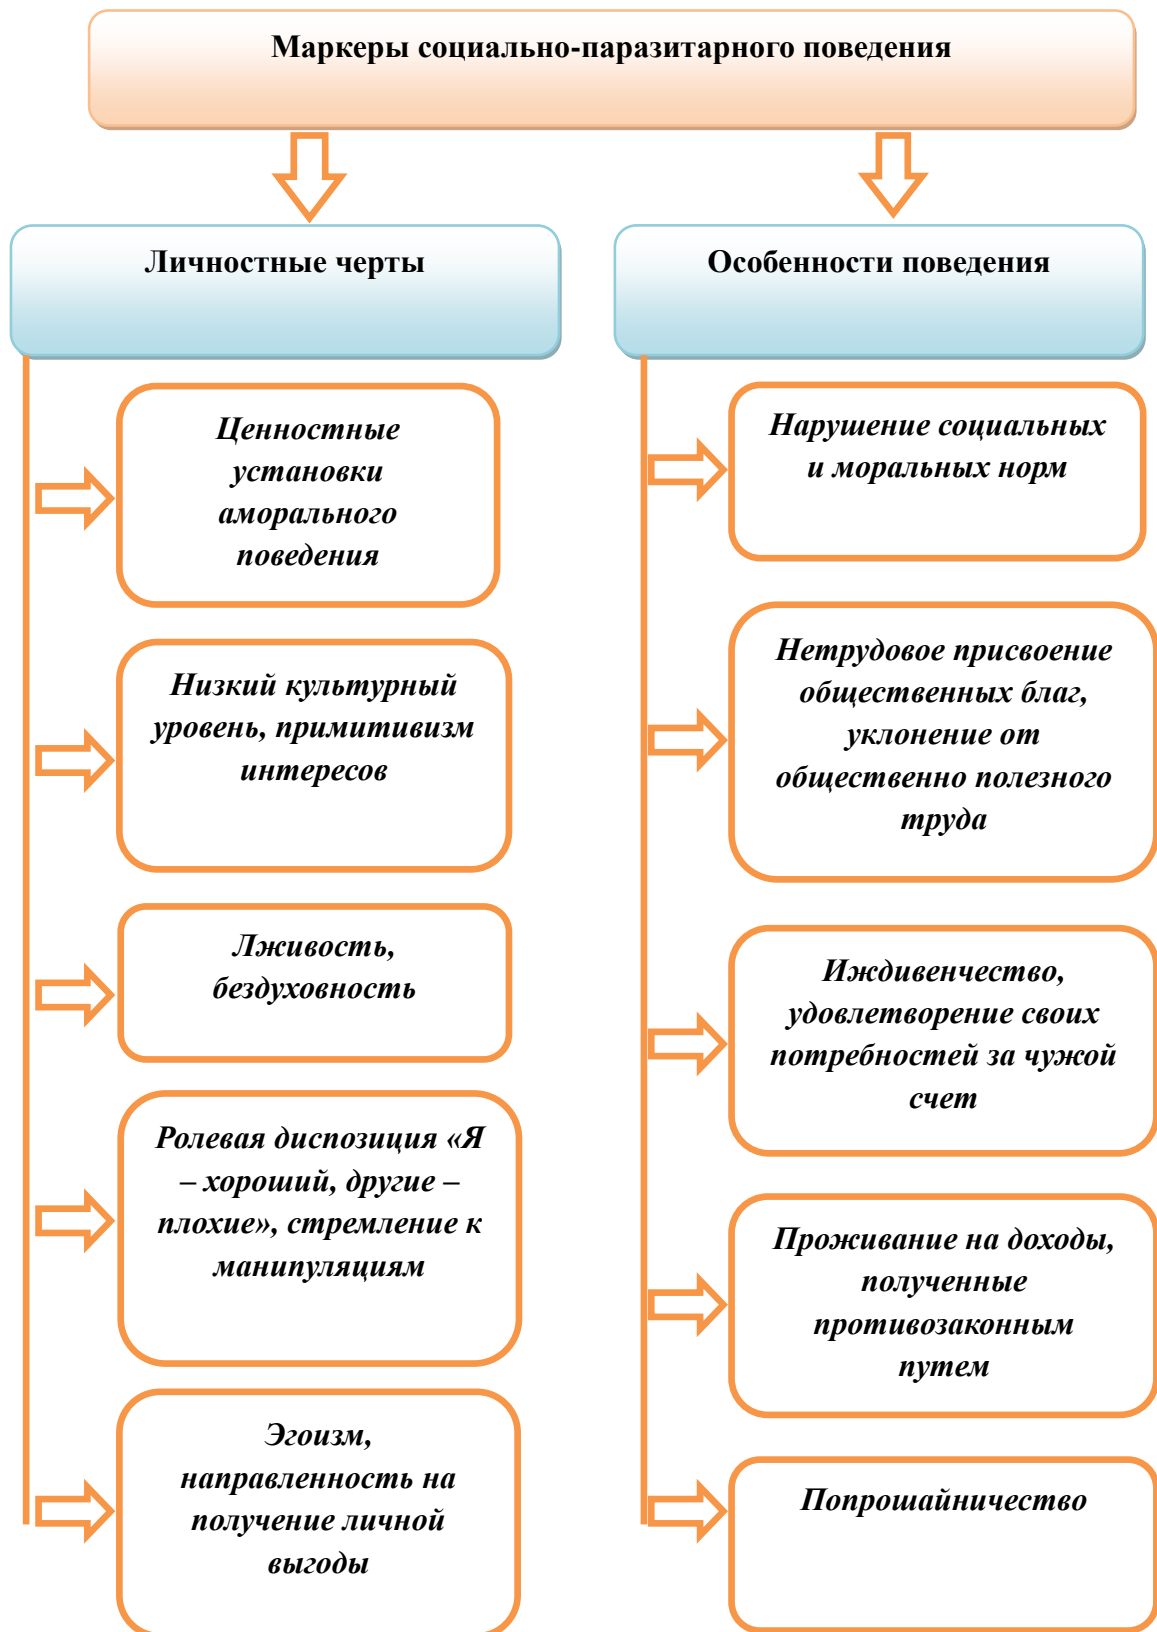 Маркеры социально-паразитарного поведения
Личностные черты
Ценностные
установки
аморального
поведения
Низкий культурный
уровень, примитивизм
интересов
Лживость,
бездуховность
Ролевая диспозиция «Я
– хороший, другие –
плохие», стремление к
манипуляциям
Эгоизм,
направленность на
получение личной
выгоды
Особенности поведения
Нарушение социальных
и моральных норм
Нетрудовое присвоение
общественных благ,
уклонение от
общественно полезного
труда
Иждивенчество,
удовлетворение своих
потребностей за чужой
счет
Проживание на доходы,
полученные
противозаконным
путем
Попрошайничество